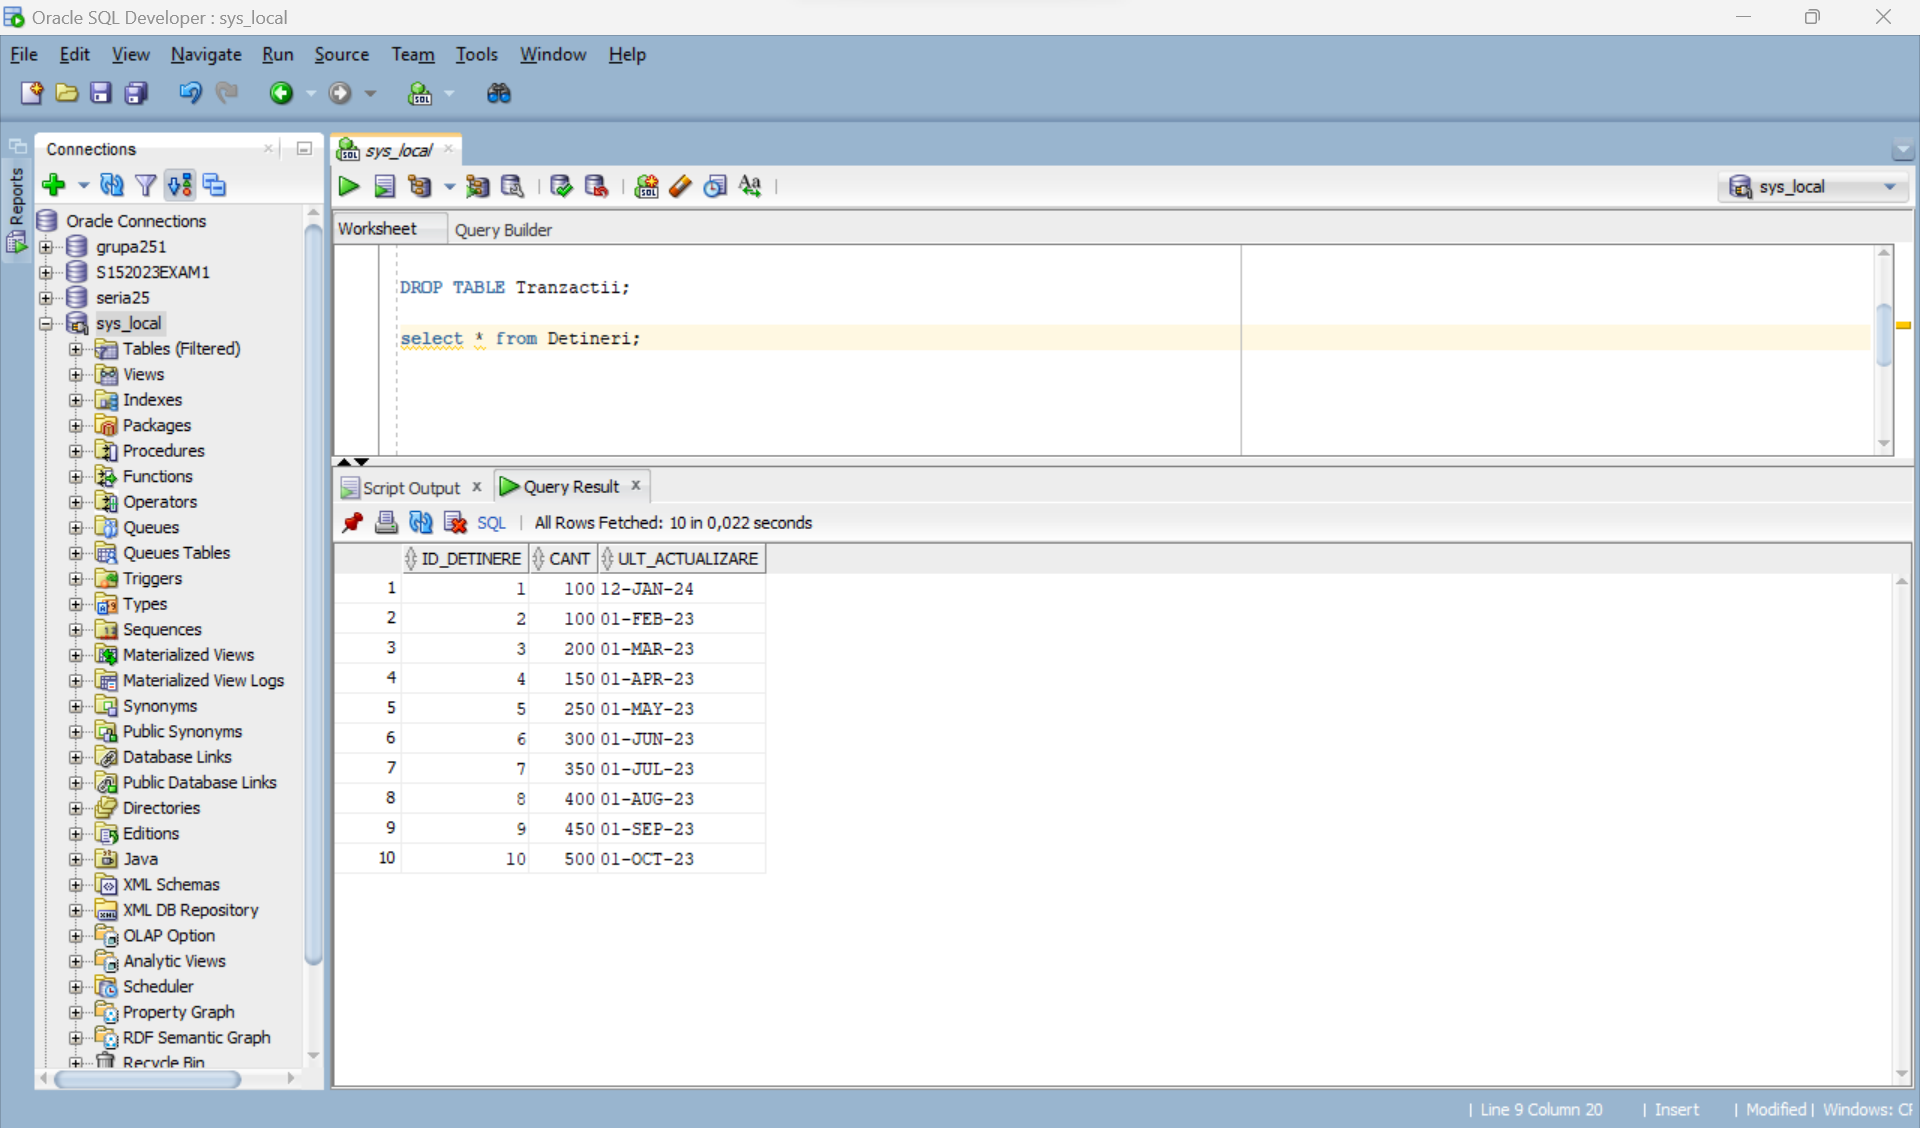 Oracle SQL Developer : sys_local
File Edit View Navigate Run Source Team Tools Window Help
Reports
Connections
Oracle Connections
grupa251
S152023EXAM1
seria25
sys_local
Tables (Filtered)
Views
Indexes
Packages
Procedures
Functions
Operators
Queues
Queues Tables
Triggers
Types
Sequences
Materialized Views
Materialized View Logs
Synonyms
Public Synonyms
Database Links
Public Database Links
Directories
Editions
Java
XML Schemas
XML DB Repository
OLAP Option
Analytic Views
Scheduler
Property Graph
RDF Semantic Graph
Recycle Bin
sys_local
sys_local
Worksheet Query Builder
DROP TABLE Tranzactii;
select * from Detineri;
Script Output Query Result
SQL | All Rows Fetched: 10 in 0,022 seconds
ID_DETINERE CANT ULT_ACTUALIZARE
1 1 100 12-JAN-24
2 2 100 01-FEB-23
3 3 200 01-MAR-23
4 4 150 01-APR-23
5 5 250 01-MAY-23
6 6 300 01-JUN-23
7 7 350 01-JUL-23
8 8 400 01-AUG-23
9 9 450 01-SEP-23
10 10 500 01-OCT-23
| Line 9 Column 20 | Insert | Modified | Windows: